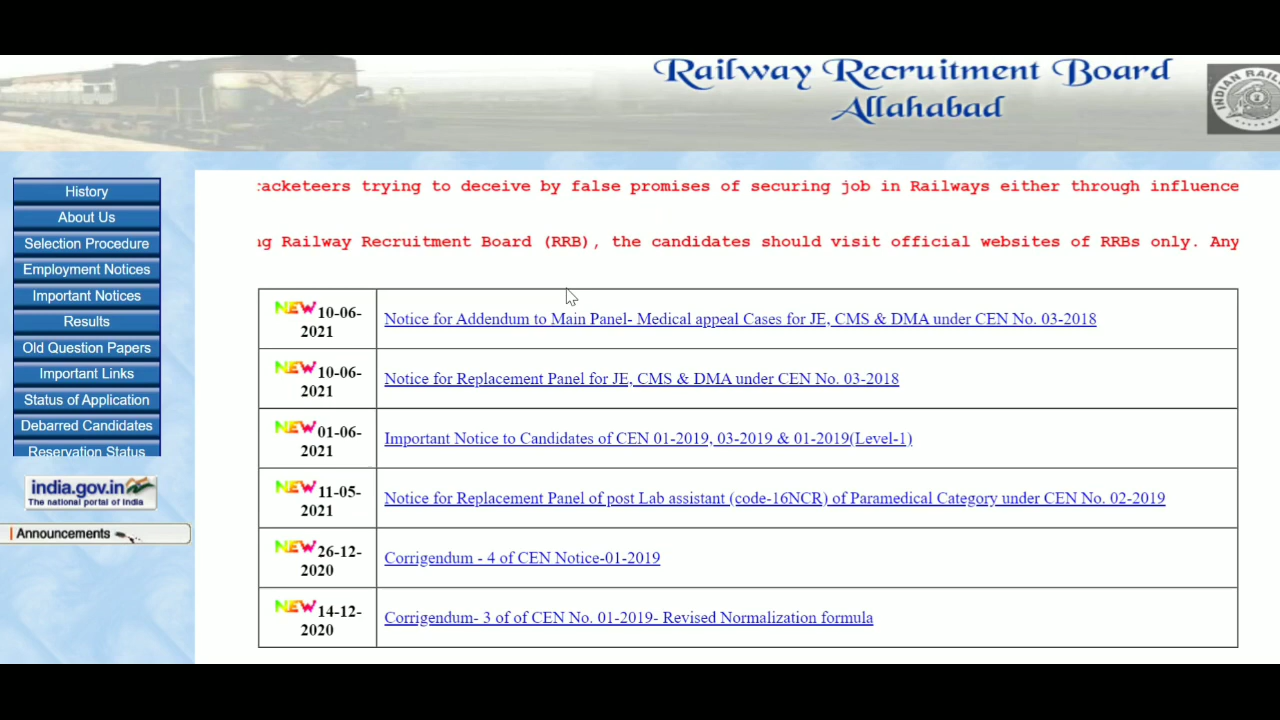 Railway Recruitment Board
Allahabad
INDIAN
racketeers trying to deceive by false promises of securing job in Railways either through influence
Railway Recruitment Board (RRB), the candidates should visit official websites of RRBs only. Any
History
About Us
Selection Procedure
Employment Notices
Important Notices
Results
Old Question Papers
Important Links
Status of Application
Debarred Candidates
Reservation Status
india.gov.in
The national portal of India
Announcements
NEW 10-06-
2021
Notice for Addendum to Main Panel- Medical appeal Cases for JE, CMS & DMA under CEN No. 03-2018
NEW 10-06-
2021
Notice for Replacement Panel for JE, CMS & DMA under CEN No. 03-2018
NEW 01-06-
2021
Important Notice to Candidates of CEN 01-2019, 03-2019 & 01-2019(Level-1)
NEW 11-05-
2021
Notice for Replacement Panel of post Lab assistant (code-16NCR) of Paramedical Category under CEN No. 02-2019
NEW 26-12-
2020
Corrigendum - 4 of CEN Notice-01-2019
NEW 14-12-
2020
Corrigendum- 3 of of CEN No. 01-2019- Revised Normalization formula